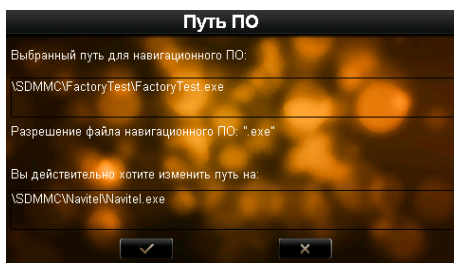 Путь ПО
Выбранный путь для навигационного ПО:
\SDMMC\FactoryTest\FactoryTest.exe
Разрешение файла навигационного ПО: ".exe"
Вы действительно хотите изменить путь на:
\SDMMC\Navitel\Navitel.exe